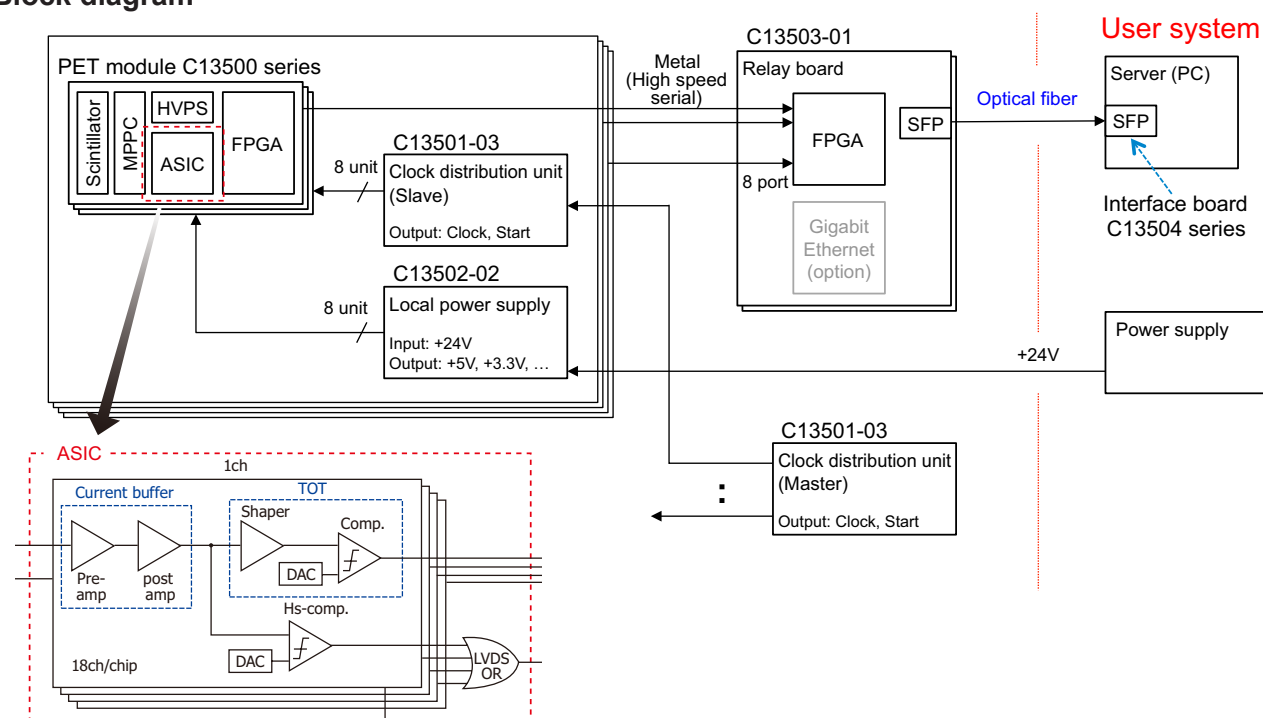 Block diagram
User system
PET module C13500 series
Scintillator
MPPC
HVPS
ASIC
FPGA
8 unit
C13501-03
Clock distribution unit
(Slave)
Output: Clock, Start
8 unit
C13502-02
Local power supply
Input: +24V
Output: +5V, +3.3V, …
Metal
(High speed
serial)
C13503-01
Relay board
FPGA
SFP
8 port
Gigabit
Ethernet
(option)
Optical fiber
Server (PC)
SFP
Interface board
C13504 series
Power supply
+24V
C13501-03
Clock distribution unit
(Master)
Output: Clock, Start
:
ASIC
1ch
Current buffer
Pre-
amp
post
amp
TOT
Shaper
Comp.
DAC
Hs-comp.
DAC
LVDS
OR
18ch/chip